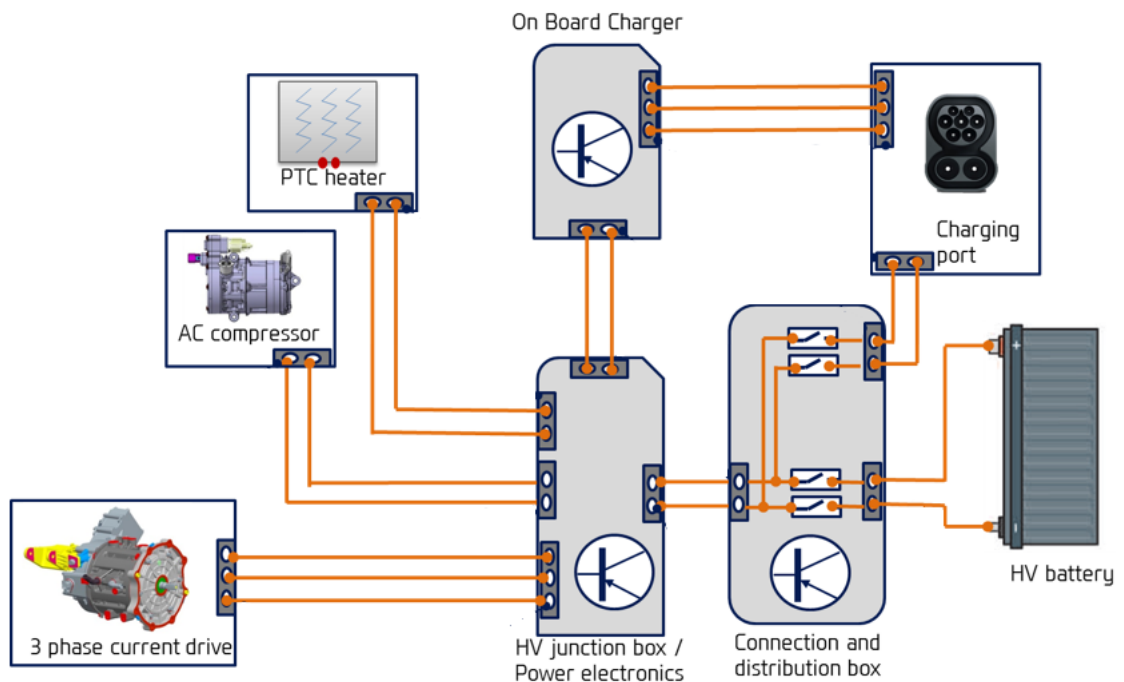 On Board Charger
PTC heater
Charging
port
AC compressor
+
-
HV battery
3 phase current drive
HV junction box /
Power electronics
Connection and
distribution box